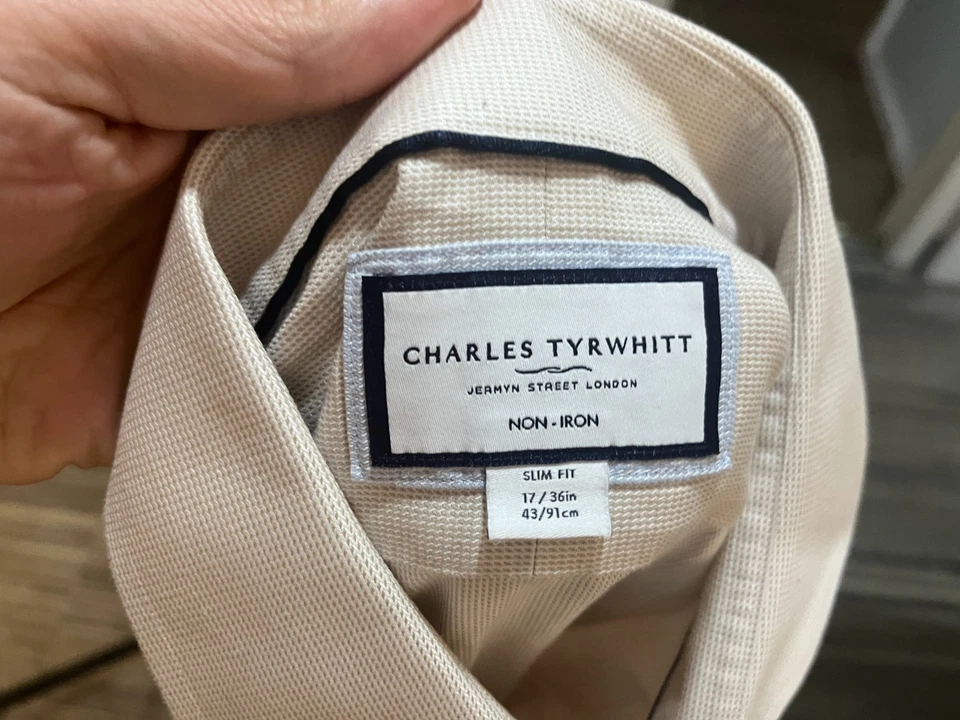 CHARLES TYRWHITT
JERMYN STREET LONDON
NON-IRON
SLIM FIT
17/36in
43/91cm